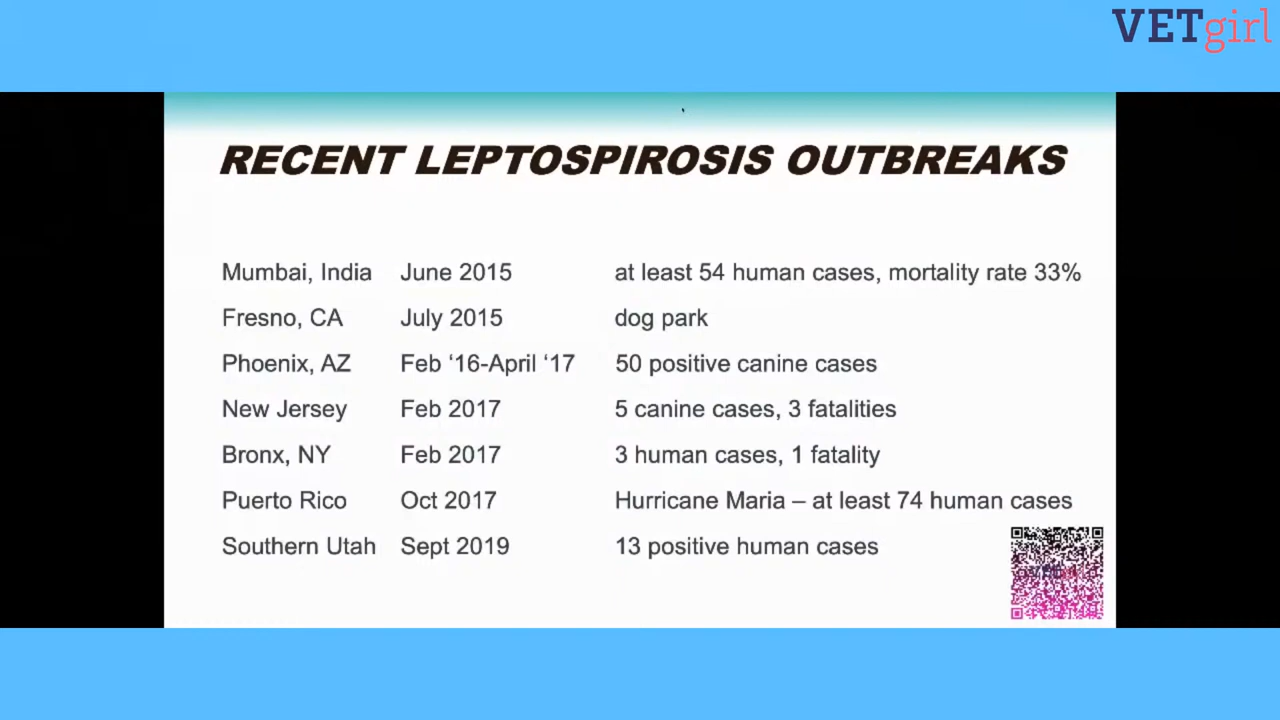 VETgirl
RECENT LEPTOSPIROSIS OUTBREAKS
Mumbai, India June 2015 at least 54 human cases, mortality rate 33%
Fresno, CA July 2015 dog park
Phoenix, AZ Feb ‘16-April ‘17 50 positive canine cases
New Jersey Feb 2017 5 canine cases, 3 fatalities
Bronx, NY Feb 2017 3 human cases, 1 fatality
Puerto Rico Oct 2017 Hurricane Maria – at least 74 human cases
Southern Utah Sept 2019 13 positive human cases